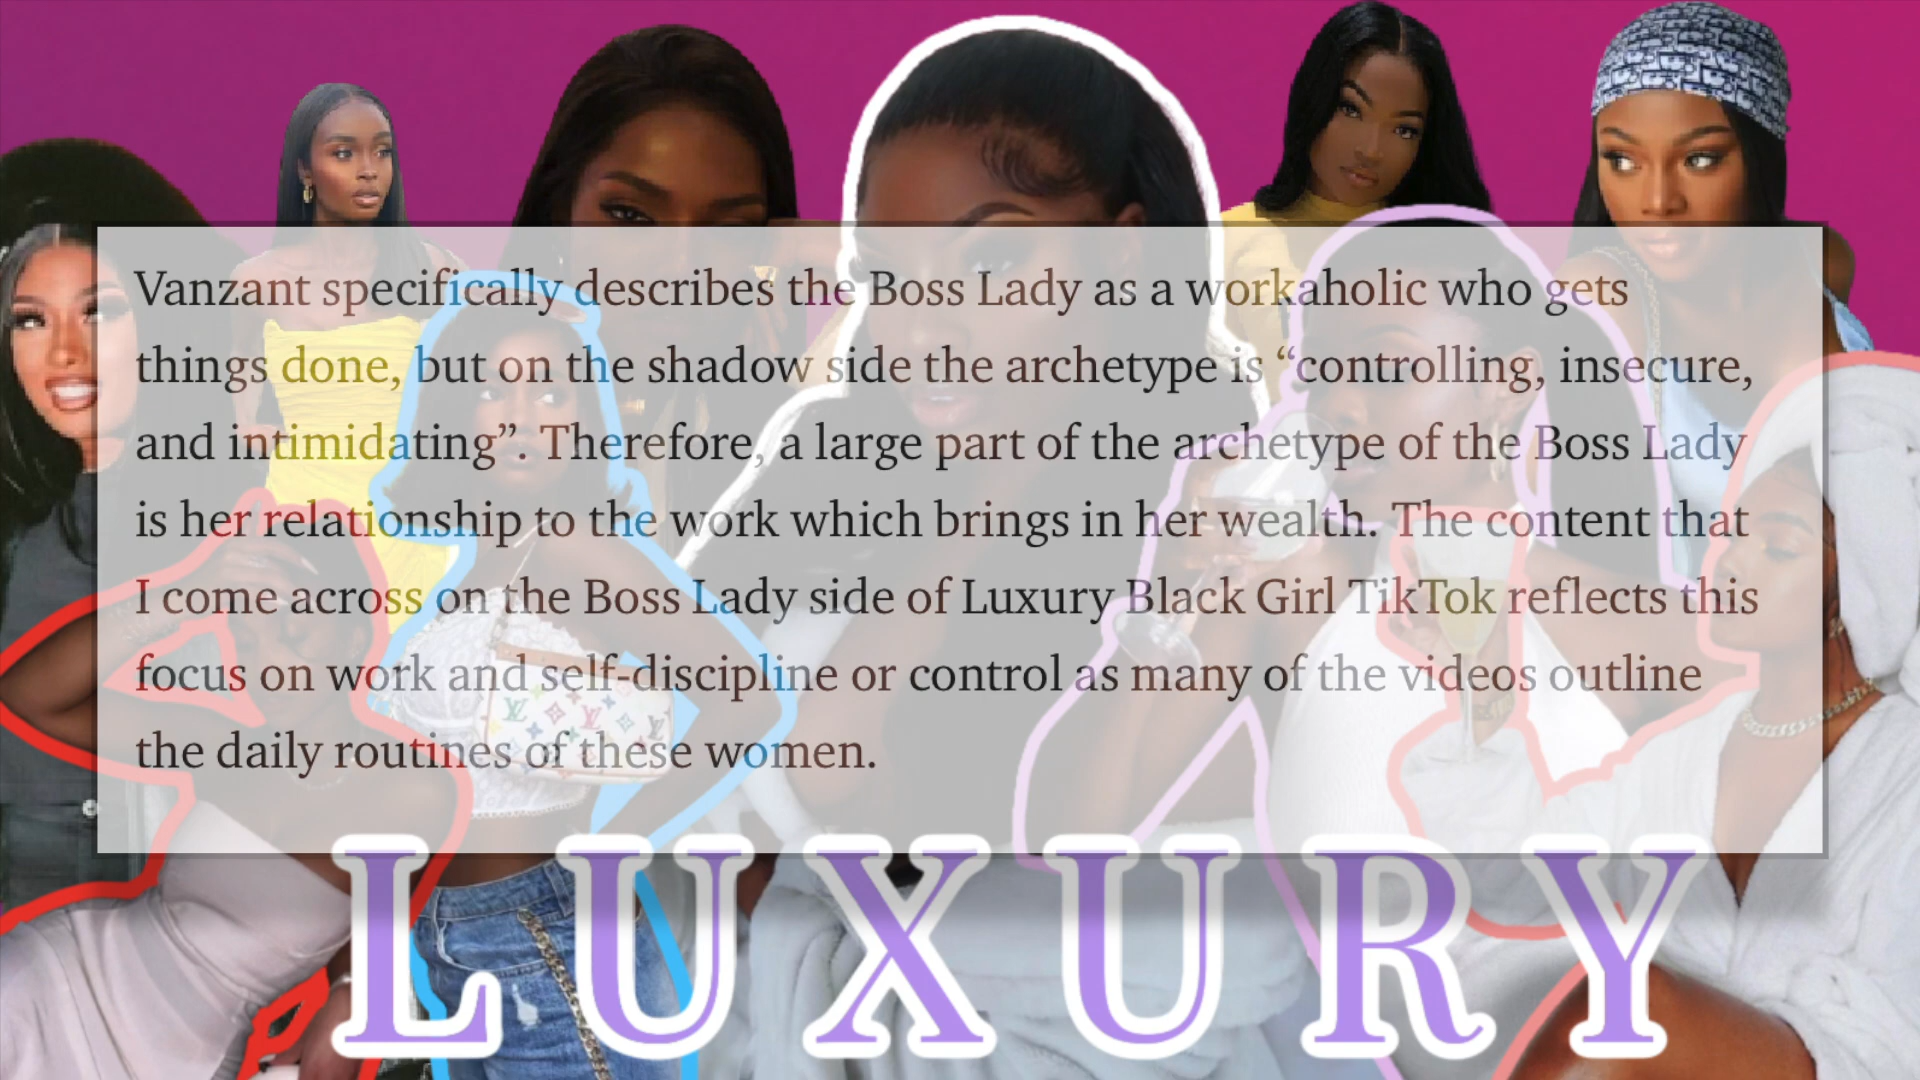 Vanzant specifically describes the Boss Lady as a workaholic who gets
things done, but on the shadow side the archetype is “controlling, insecure,
and intimidating”. Therefore, a large part of the archetype of the Boss Lady
is her relationship to the work which brings in her wealth. The content that
I come across on the Boss Lady side of Luxury Black Girl TikTok reflects this
focus on work and self-discipline or control as many of the videos outline
the daily routines of these women.
LUXURY